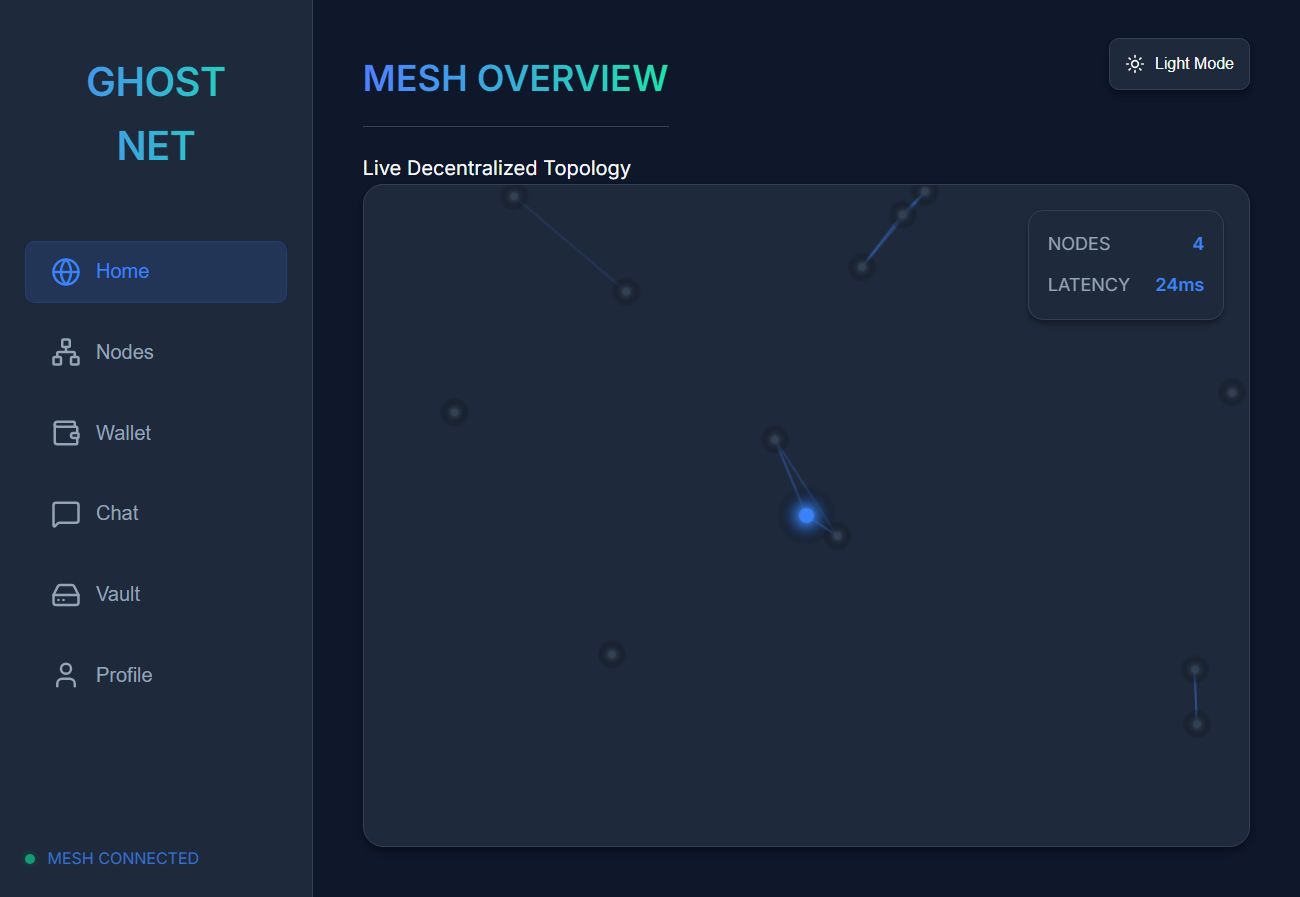 GHOST
NET
Home
Nodes
Wallet
Chat
Vault
Profile
MESH CONNECTED
MESH OVERVIEW
Light Mode
Live Decentralized Topology
NODES 4
LATENCY 24ms